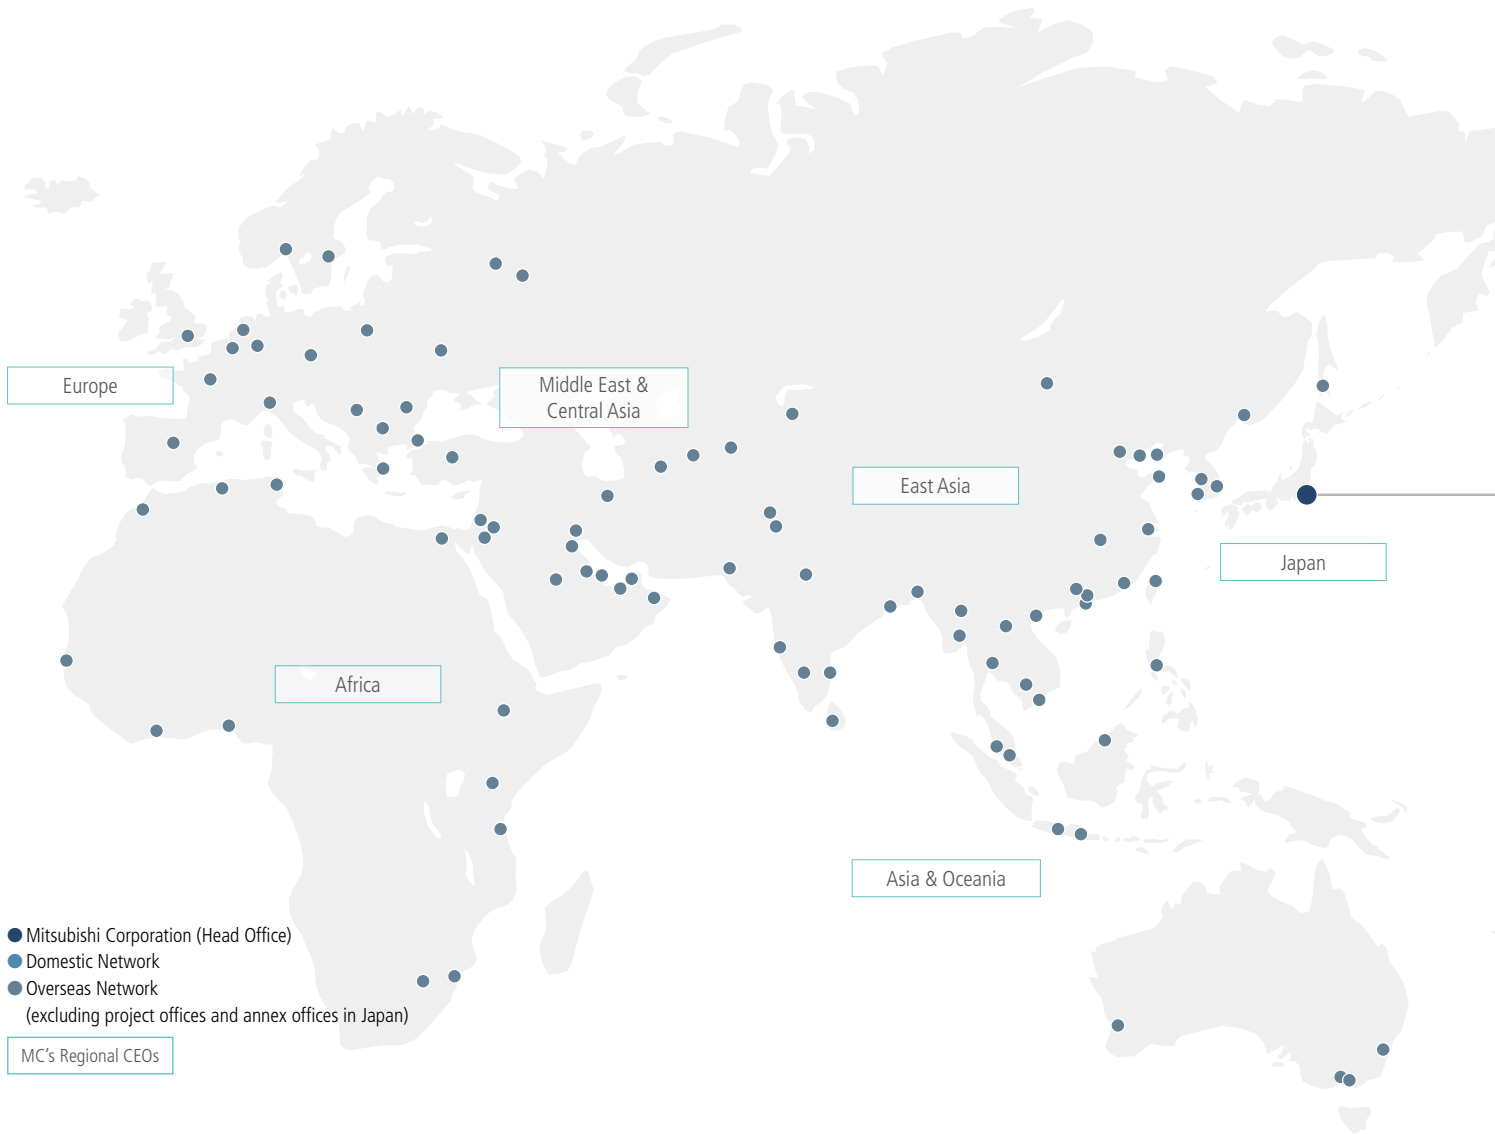 Europe
Middle East &
Central Asia
East Asia
Japan
Africa
Asia & Oceania
Mitsubishi Corporation (Head Office)
Domestic Network
Overseas Network
(excluding project offices and annex offices in Japan)
MC’s Regional CEOs